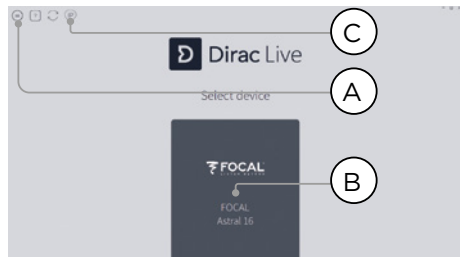 C
Dirac Live
A
Select device
FOCAL
B
FOCAL
Astral 16